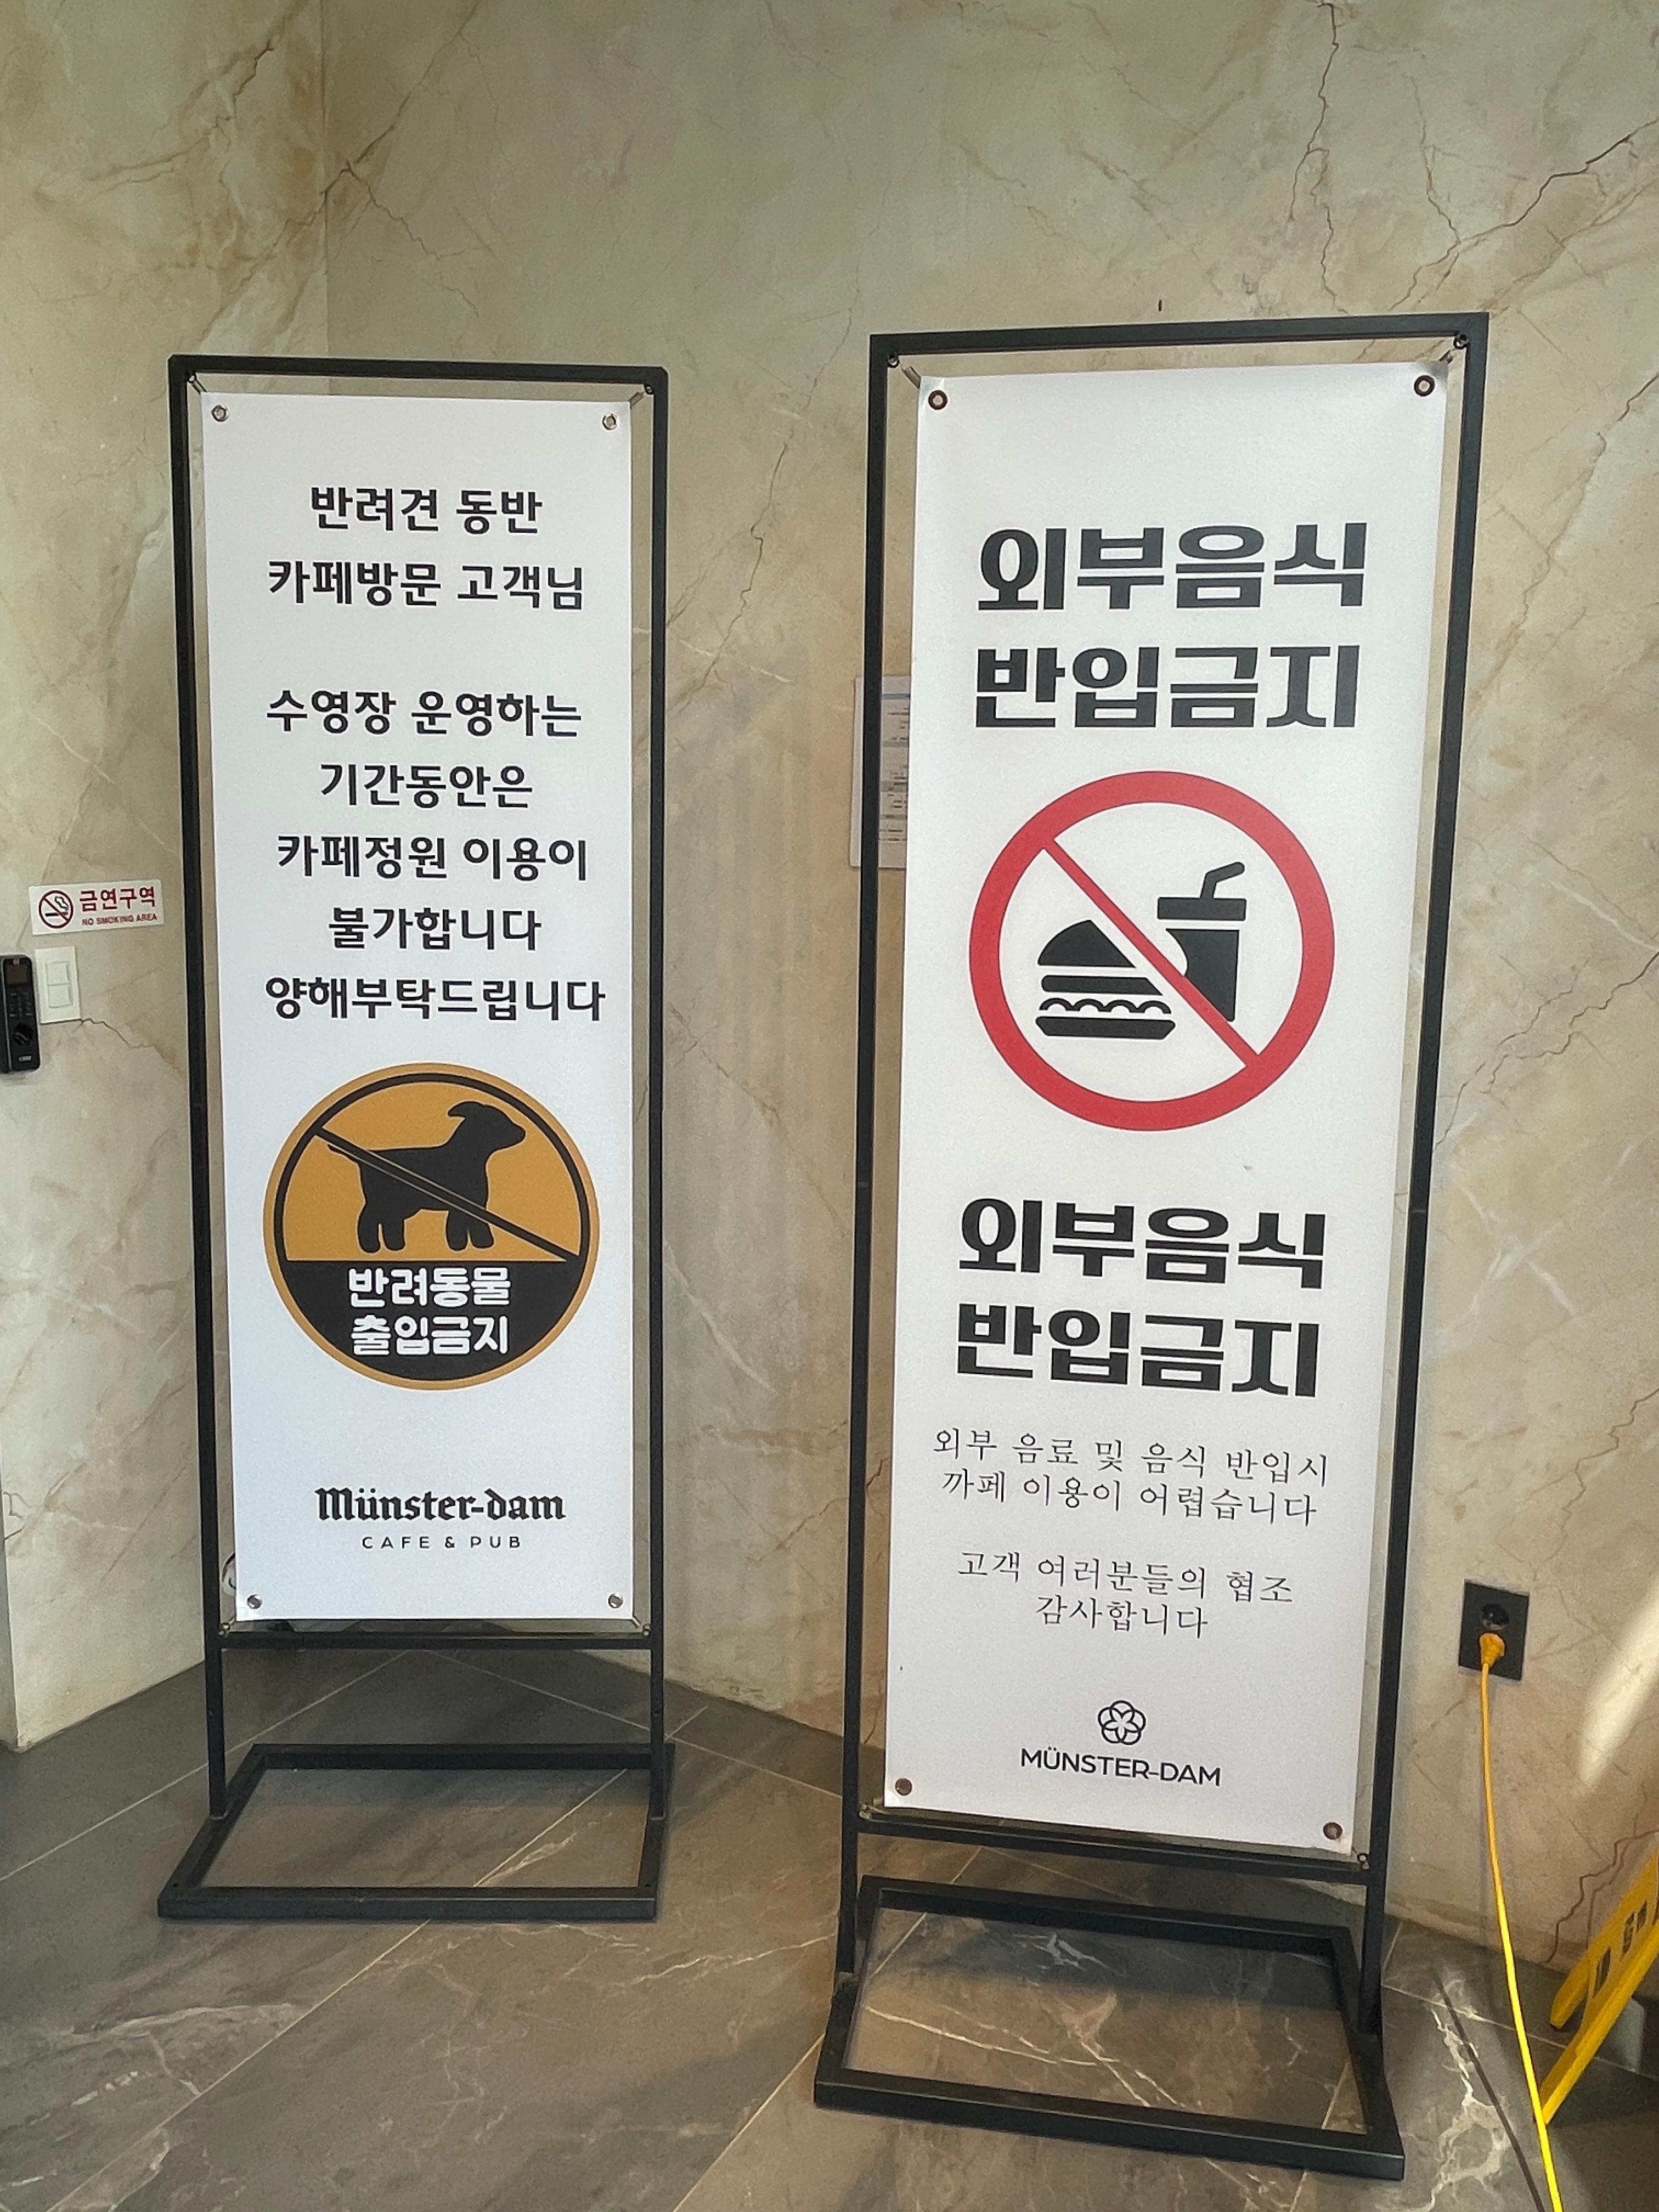 반려견 동반
카페방문 고객님
수영장 운영하는
기간동안은
카페정원 이용이
불가합니다
양해부탁드립니다
반려동물
출입금지
Münster-dam
CAFE & PUB
외부음식
반입금지
외부음식
반입금지
외부 음료 및 음식 반입시
까페 이용이 어렵습니다
고객 여러분들의 협조
감사합니다
MÜNSTER-DAM
금연구역
NO SMOKING AREA